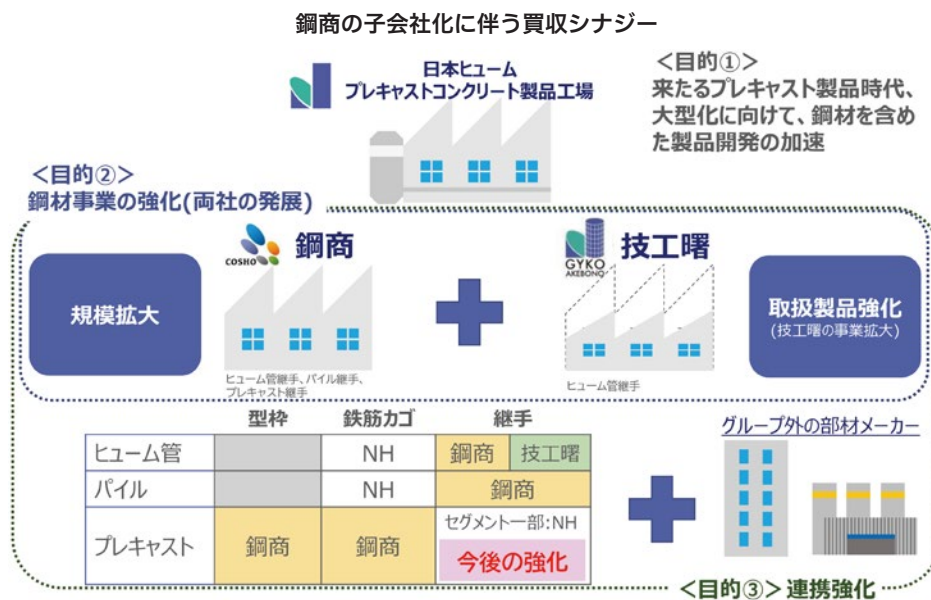 鋼商の子会社化に伴う買収シナジー
日本ヒューム
プレキャストコンクリート製品工場
<目的①>
来たるプレキャスト製品時代、
大型化に向けて、鋼材を含め
た製品開発の加速
<目的②>
鋼材事業の強化(両社の発展)
規模拡大
COSHO
鋼商
ヒューム管継手、パイル継手、
プレキャスト継手
GYKO
AKEBONO
技工曙
ヒューム管継手
取扱製品強化
(技工曙の事業拡大)
型枠 鉄筋カゴ 継手
ヒューム管 NH 鋼商 技工曙
パイル NH 鋼商
プレキャスト 鋼商 鋼商 セグメント一部:NH
今後の強化
グループ外の部材メーカー
<目的③> 連携強化